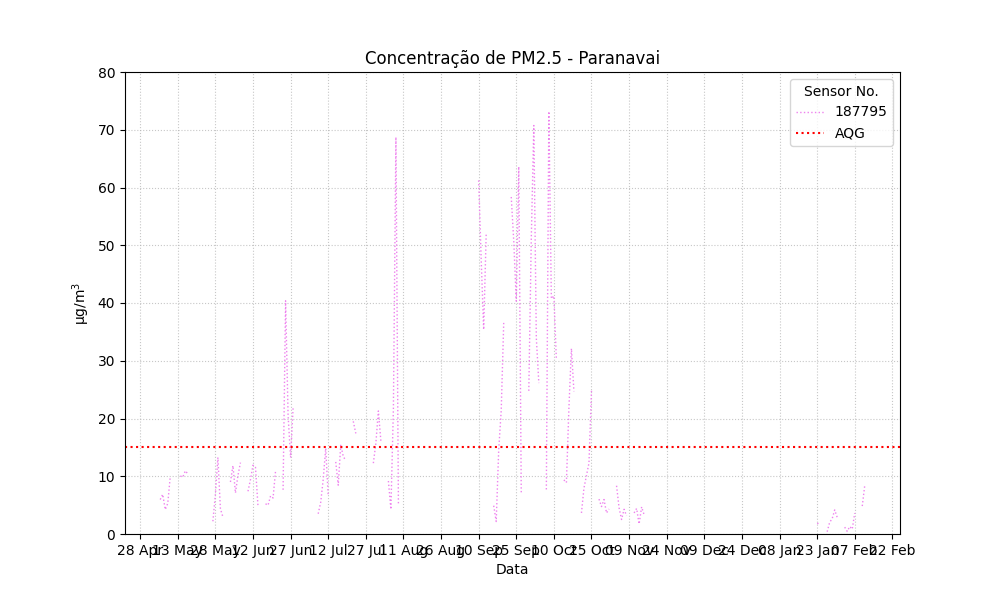 Concentração de PM2.5 - Paranavai
Sensor No.
187795
AQG
80
70
60
50
40
30
20
10
0
µg/m³
28 Apr 13 May 28 May 12 Jun 27 Jun 12 Jul 27 Jul 11 Aug 26 Aug 10 Sep 25 Sep 10 Oct 25 Oct 09 Nov 24 Nov 09 Dec 24 Dec 08 Jan 23 Jan 07 Feb 22 Feb
Data